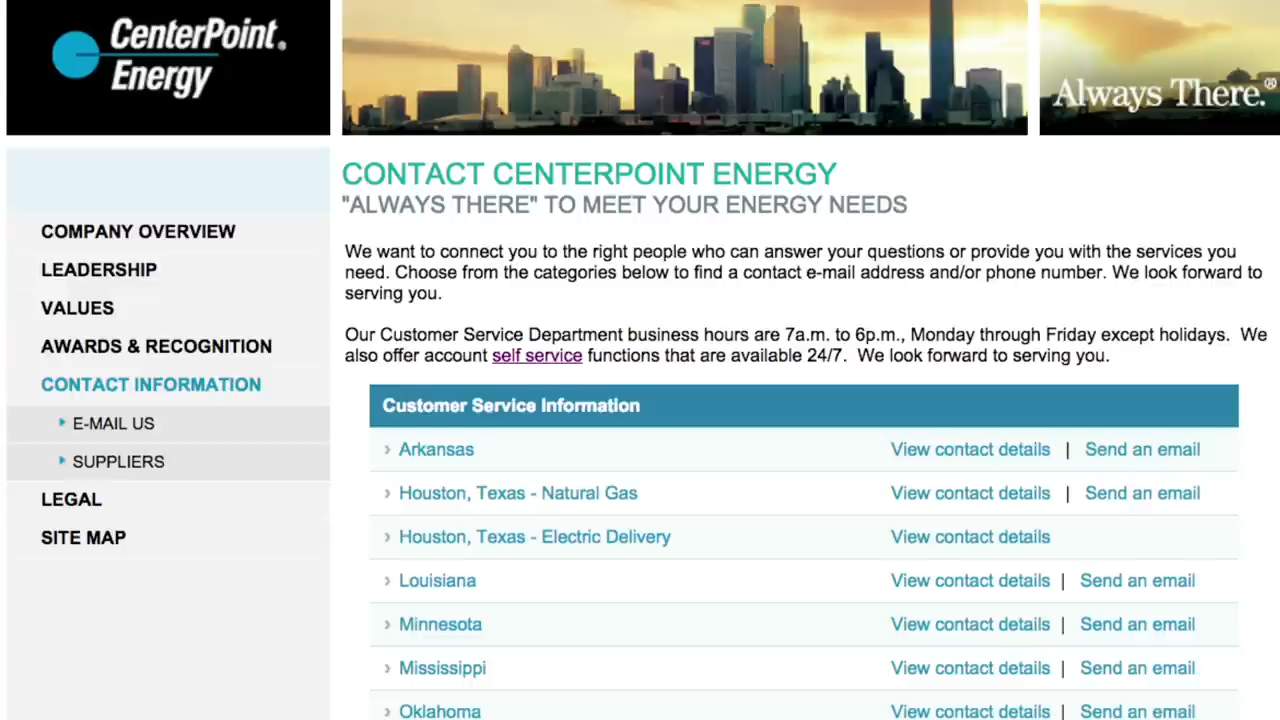 CenterPoint®
Energy
Always There.®
CONTACT CENTERPOINT ENERGY
"ALWAYS THERE" TO MEET YOUR ENERGY NEEDS
COMPANY OVERVIEW
LEADERSHIP
VALUES
AWARDS & RECOGNITION
CONTACT INFORMATION
E-MAIL US
SUPPLIERS
LEGAL
SITE MAP
We want to connect you to the right people who can answer your questions or provide you with the services you
need. Choose from the categories below to find a contact e-mail address and/or phone number. We look forward to
serving you.
Our Customer Service Department business hours are 7a.m. to 6p.m., Monday through Friday except holidays. We
also offer account self service functions that are available 24/7. We look forward to serving you.
Customer Service Information
› Arkansas View contact details | Send an email
› Houston, Texas - Natural Gas View contact details | Send an email
› Houston, Texas - Electric Delivery View contact details
› Louisiana View contact details | Send an email
› Minnesota View contact details | Send an email
› Mississippi View contact details | Send an email
› Oklahoma View contact details | Send an email